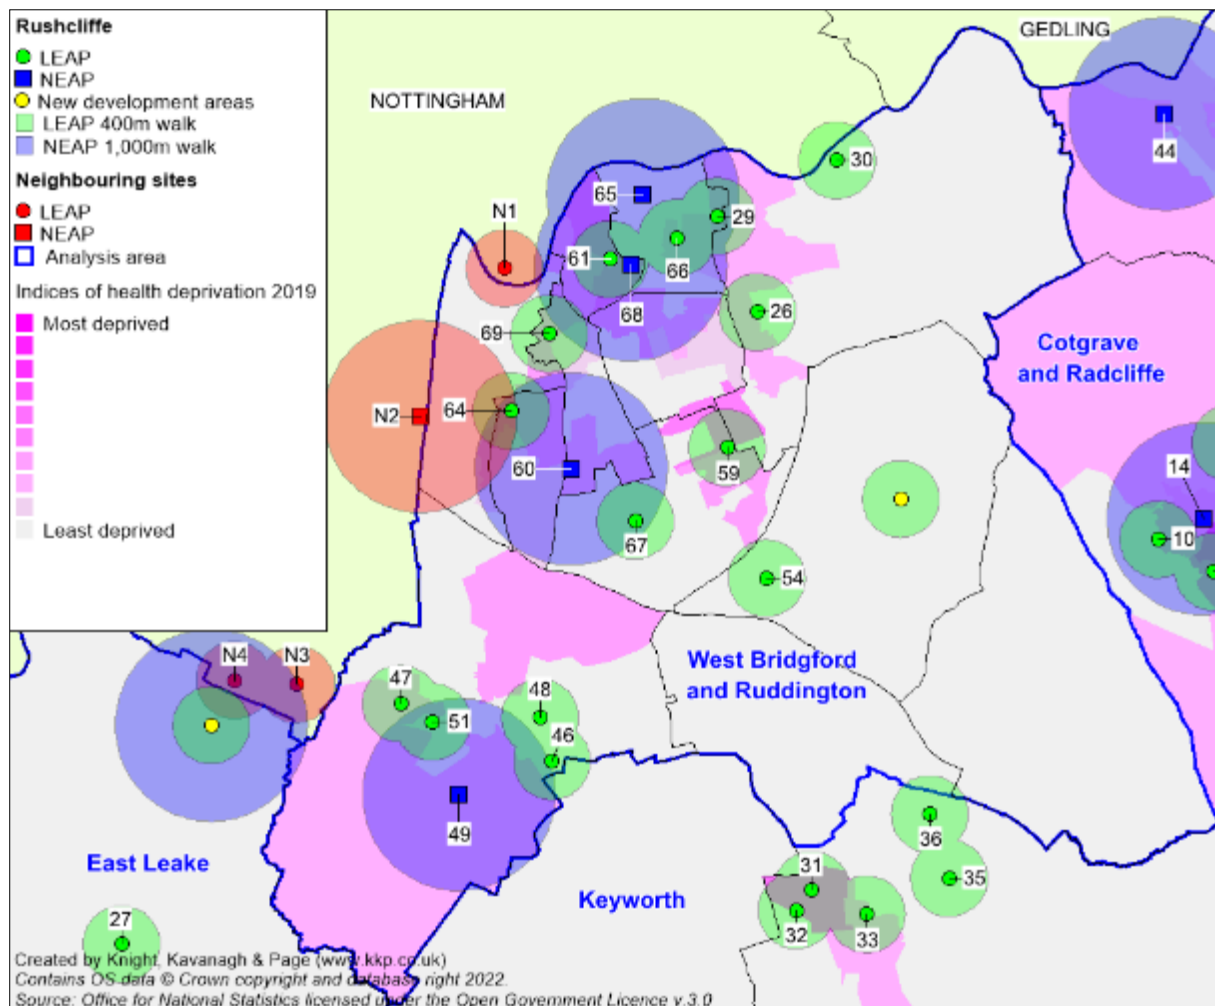 Rushcliffe
LEAP
NEAP
New development areas
LEAP 400m walk
NEAP 1,000m walk
Neighbouring sites
LEAP
NEAP
Analysis area
Indices of health deprivation 2019
Most deprived
Least deprived
GEDLING
NOTTINGHAM
44
30
65
29
N1
61
66
68
26
69
Cotgrave
and Radcliffe
N2
64
60
59
14
10
67
54
N4
N3
West Bridgford
and Ruddington
47
48
51
46
49
36
East Leake
31
35
Keyworth
27
32
33
Created by Knight, Kavanagh & Page (www.kkp.co.uk)
Contains OS data © Crown copyright and database right 2022.
Source: Office for National Statistics licensed under the Open Government Licence v.3.0